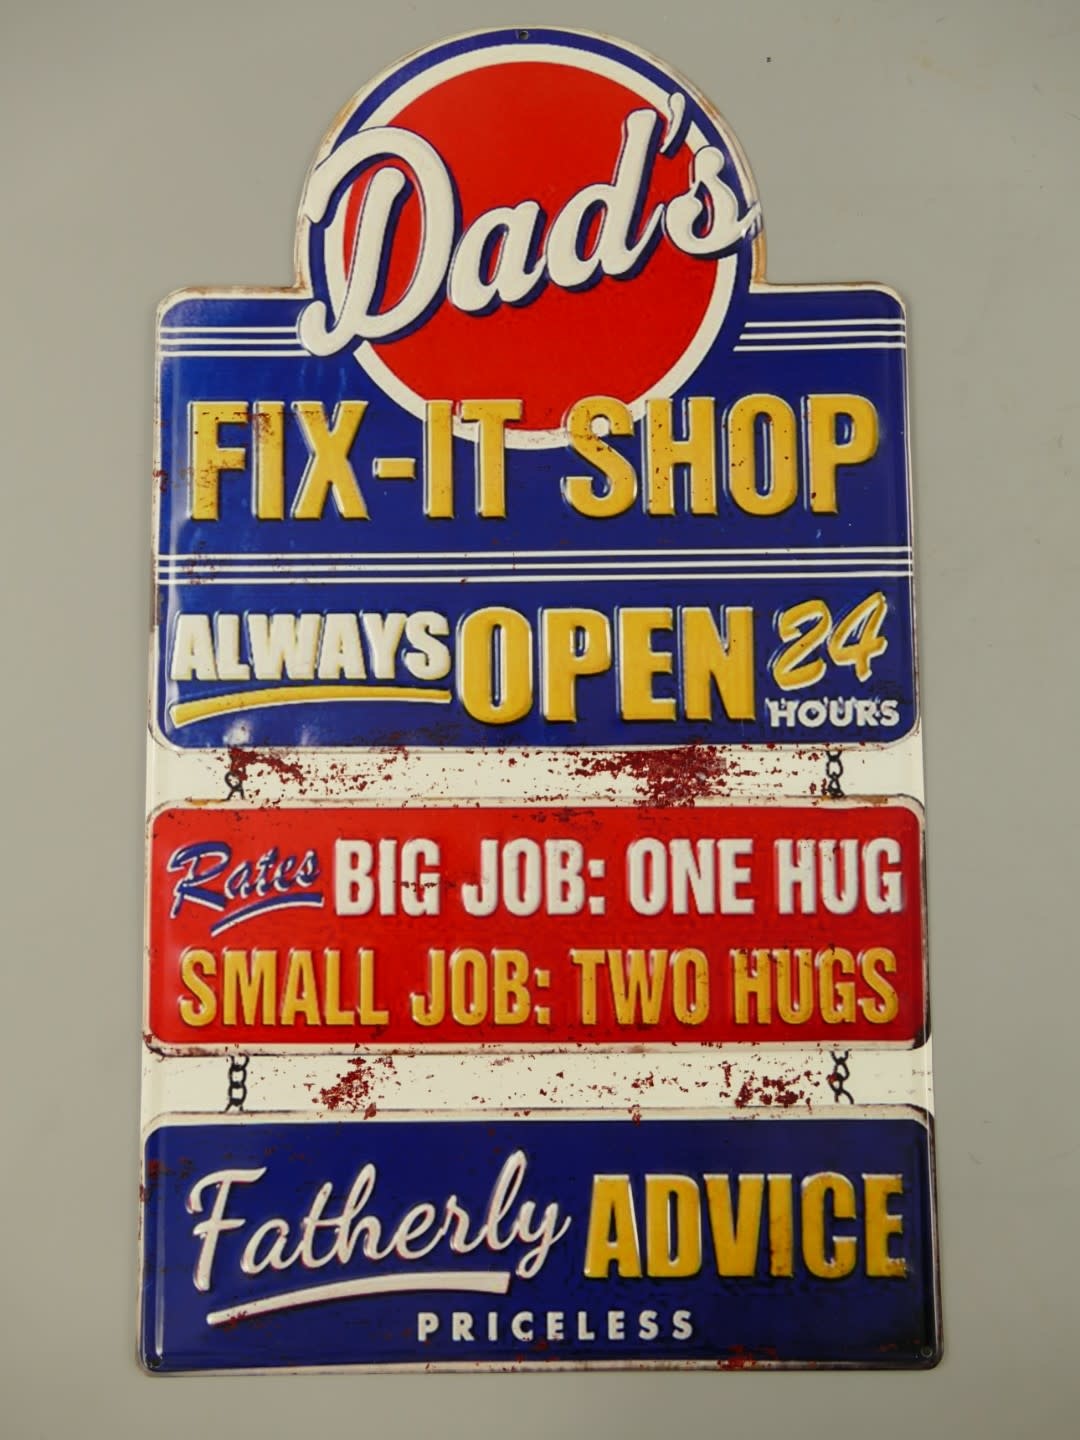 Dad's
FIX-IT SHOP
ALWAYS OPEN 24 HOURS
Rates BIG JOB: ONE HUG
SMALL JOB: TWO HUGS
Fatherly ADVICE
PRICELESS